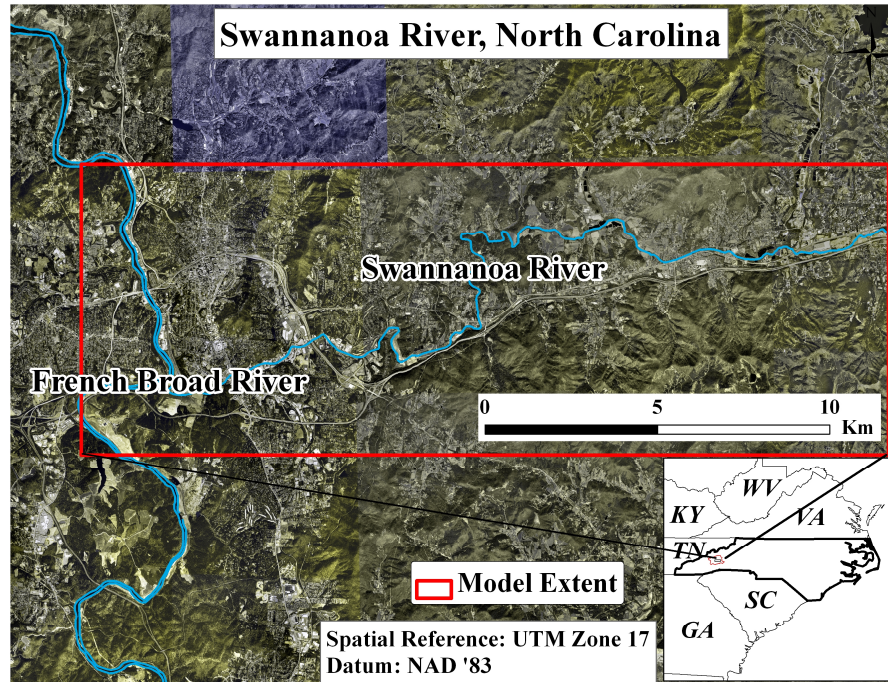 Swannanoa River, North Carolina
Swannanoa River
French Broad River
0 5 10
Km
WV
KY
VA
TN
SC
GA
Model Extent
Spatial Reference: UTM Zone 17
Datum: NAD '83